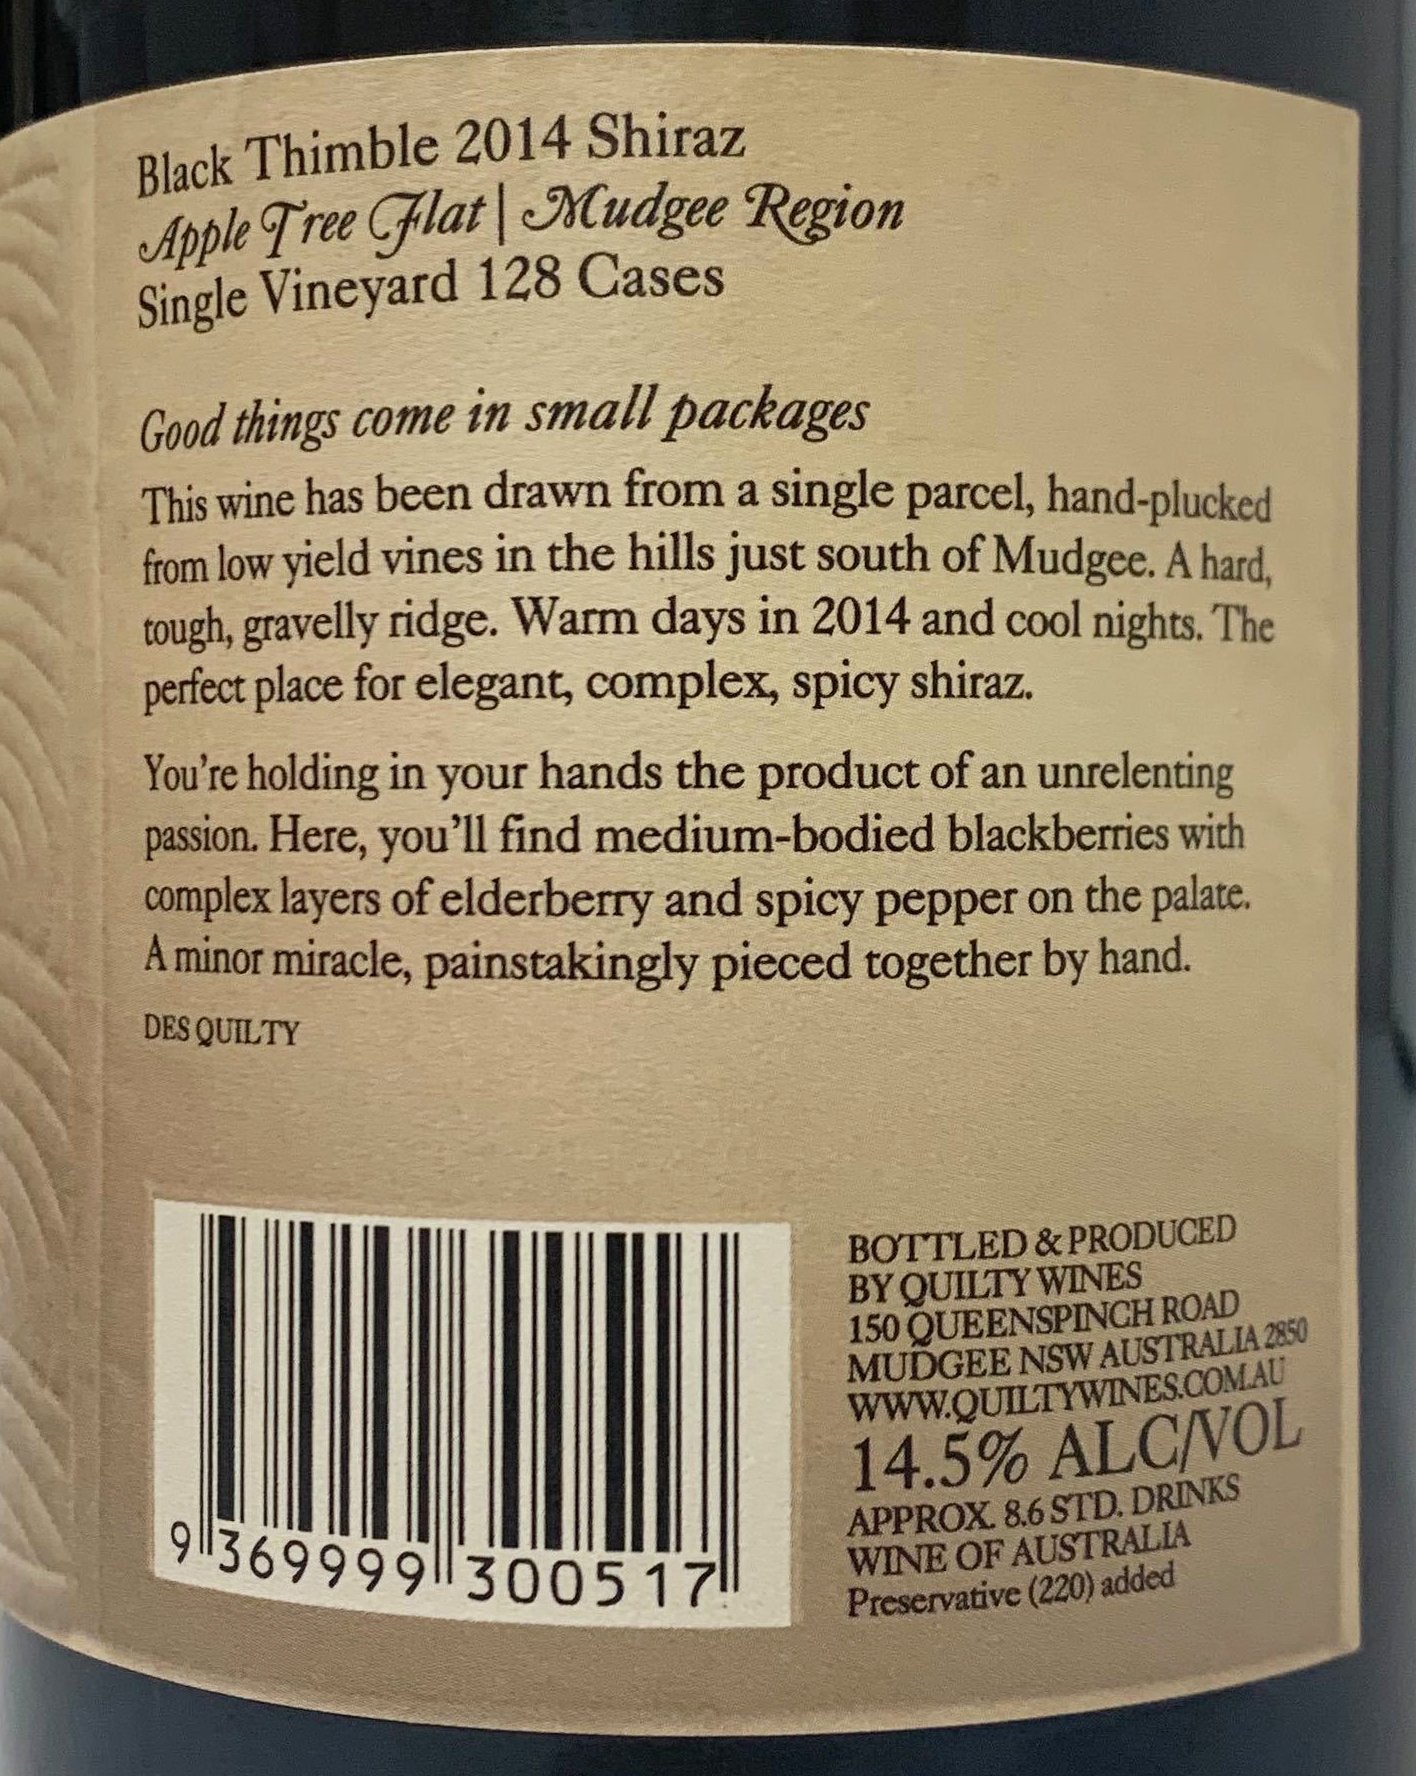 Black Thimble 2014 Shiraz
Apple Tree Flat | Mudgee Region
Single Vineyard 128 Cases
Good things come in small packages
This wine has been drawn from a single parcel, hand-plucked
from low yield vines in the hills just south of Mudgee. A hard,
tough, gravelly ridge. Warm days in 2014 and cool nights. The
perfect place for elegant, complex, spicy shiraz.
You're holding in your hands the product of an unrelenting
passion. Here, you'll find medium-bodied blackberries with
complex layers of elderberry and spicy pepper on the palate.
A minor miracle, painstakingly pieced together by hand.
DES QUILTY
9 369999 300517
BOTTLED & PRODUCED
BY QUILTY WINES
150 QUEENSPINCH ROAD
MUDGEE NSW AUSTRALIA 2850
WWW.QUILTYWINES.COM.AU
14.5% ALC/VOL
APPROX. 8.6 STD. DRINKS
WINE OF AUSTRALIA
Preservative (220) added